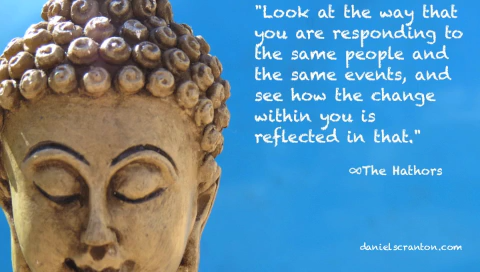 "Look at the way that
you are responding to
the same people and
the same events, and
see how the change
within you is
reflected in that."
∞The Hathors
danielscranton.com